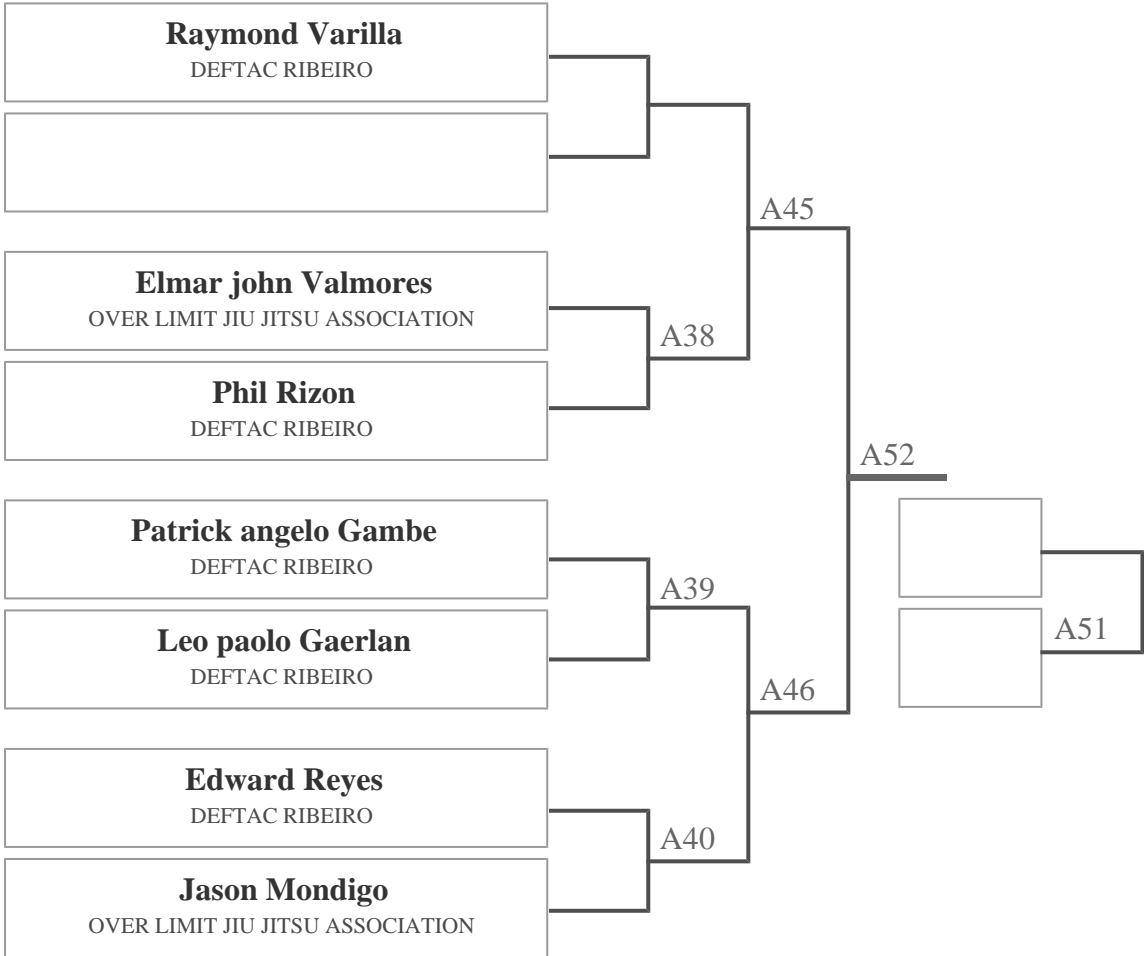 Raymond Varilla
DEFTAC RIBEIRO
A45
Elmar john Valmores
OVER LIMIT JIU JITSU ASSOCIATION
A38
Phil Rizon
DEFTAC RIBEIRO
A52
Patrick angelo Gambe
DEFTAC RIBEIRO
A39
Leo paolo Gaerlan
DEFTAC RIBEIRO
A51
A46
Edward Reyes
DEFTAC RIBEIRO
A40
Jason Mondigo
OVER LIMIT JIU JITSU ASSOCIATION